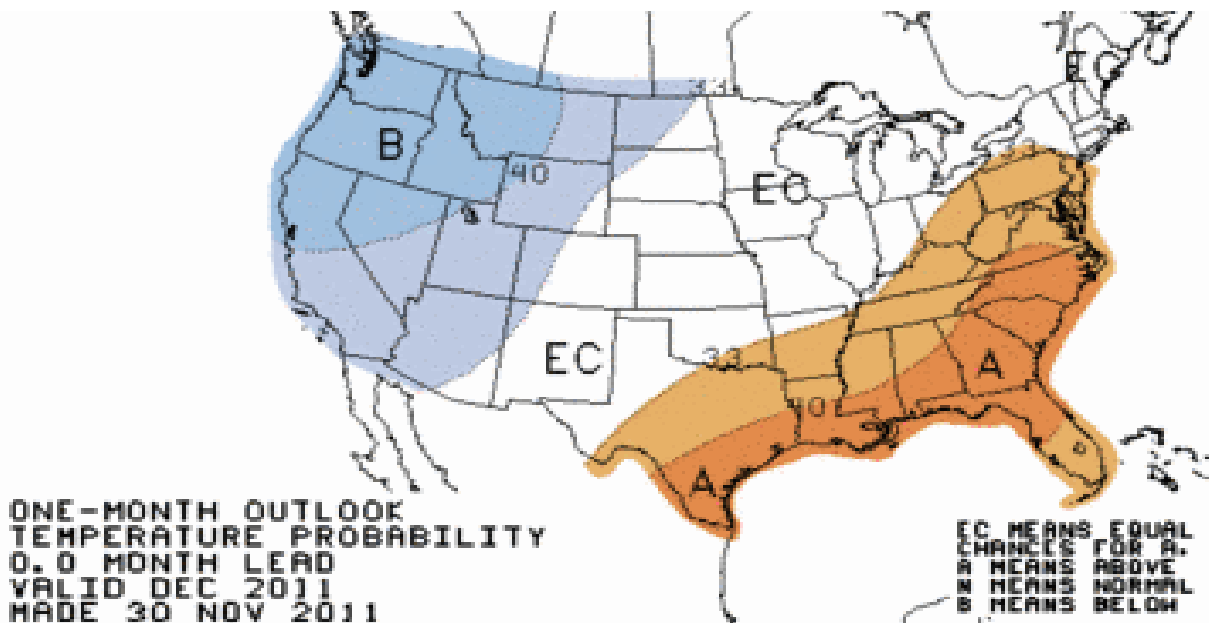 EC
B
40
EC
33
EC
A
40
A
ONE-MONTH OUTLOOK
TEMPERATURE PROBABILITY
0.0 MONTH LEAD
VALID DEC 2011
MADE 30 NOV 2011
EC MEANS EQUAL
CHANCES FOR A.
A MEANS ABOVE
N MEANS NORMAL
B MEANS BELOW